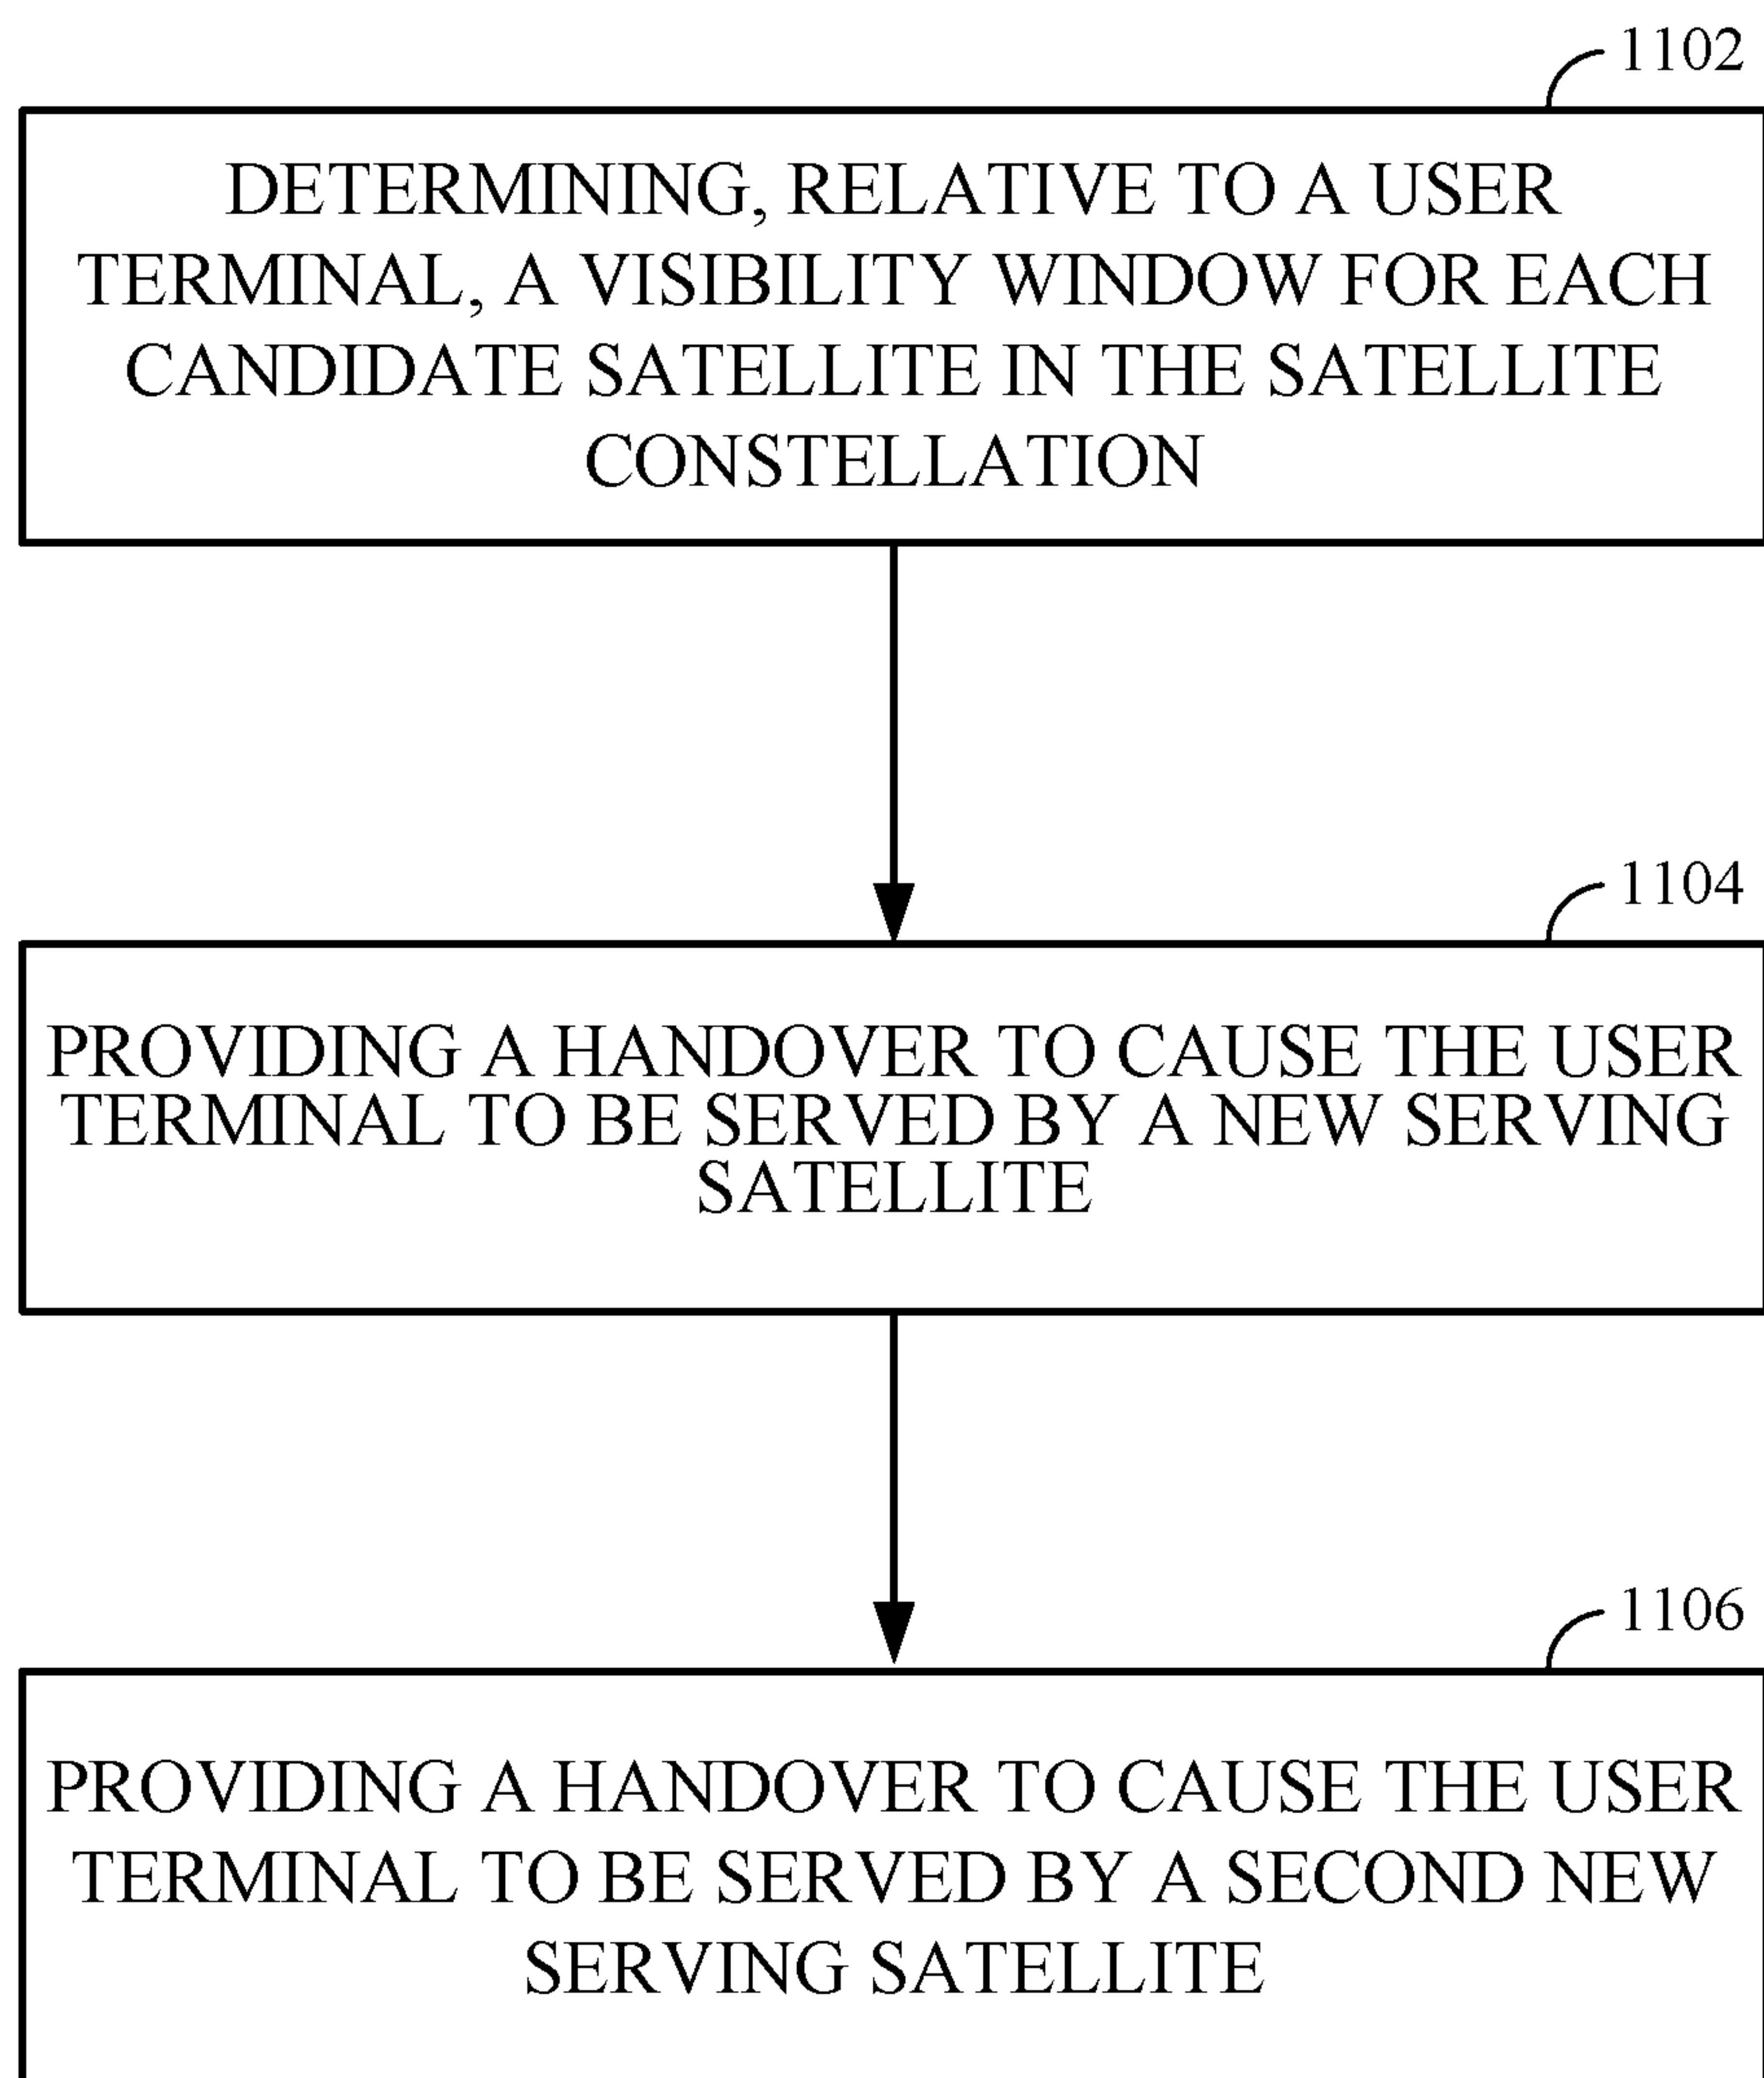 1102
DETERMINING, RELATIVE TO A USER
TERMINAL, A VISIBILITY WINDOW FOR EACH
CANDIDATE SATELLITE IN THE SATELLITE
CONSTELLATION
1104
PROVIDING A HANDOVER TO CAUSE THE USER
TERMINAL TO BE SERVED BY A NEW SERVING
SATELLITE
1106
PROVIDING A HANDOVER TO CAUSE THE USER
TERMINAL TO BE SERVED BY A SECOND NEW
SERVING SATELLITE